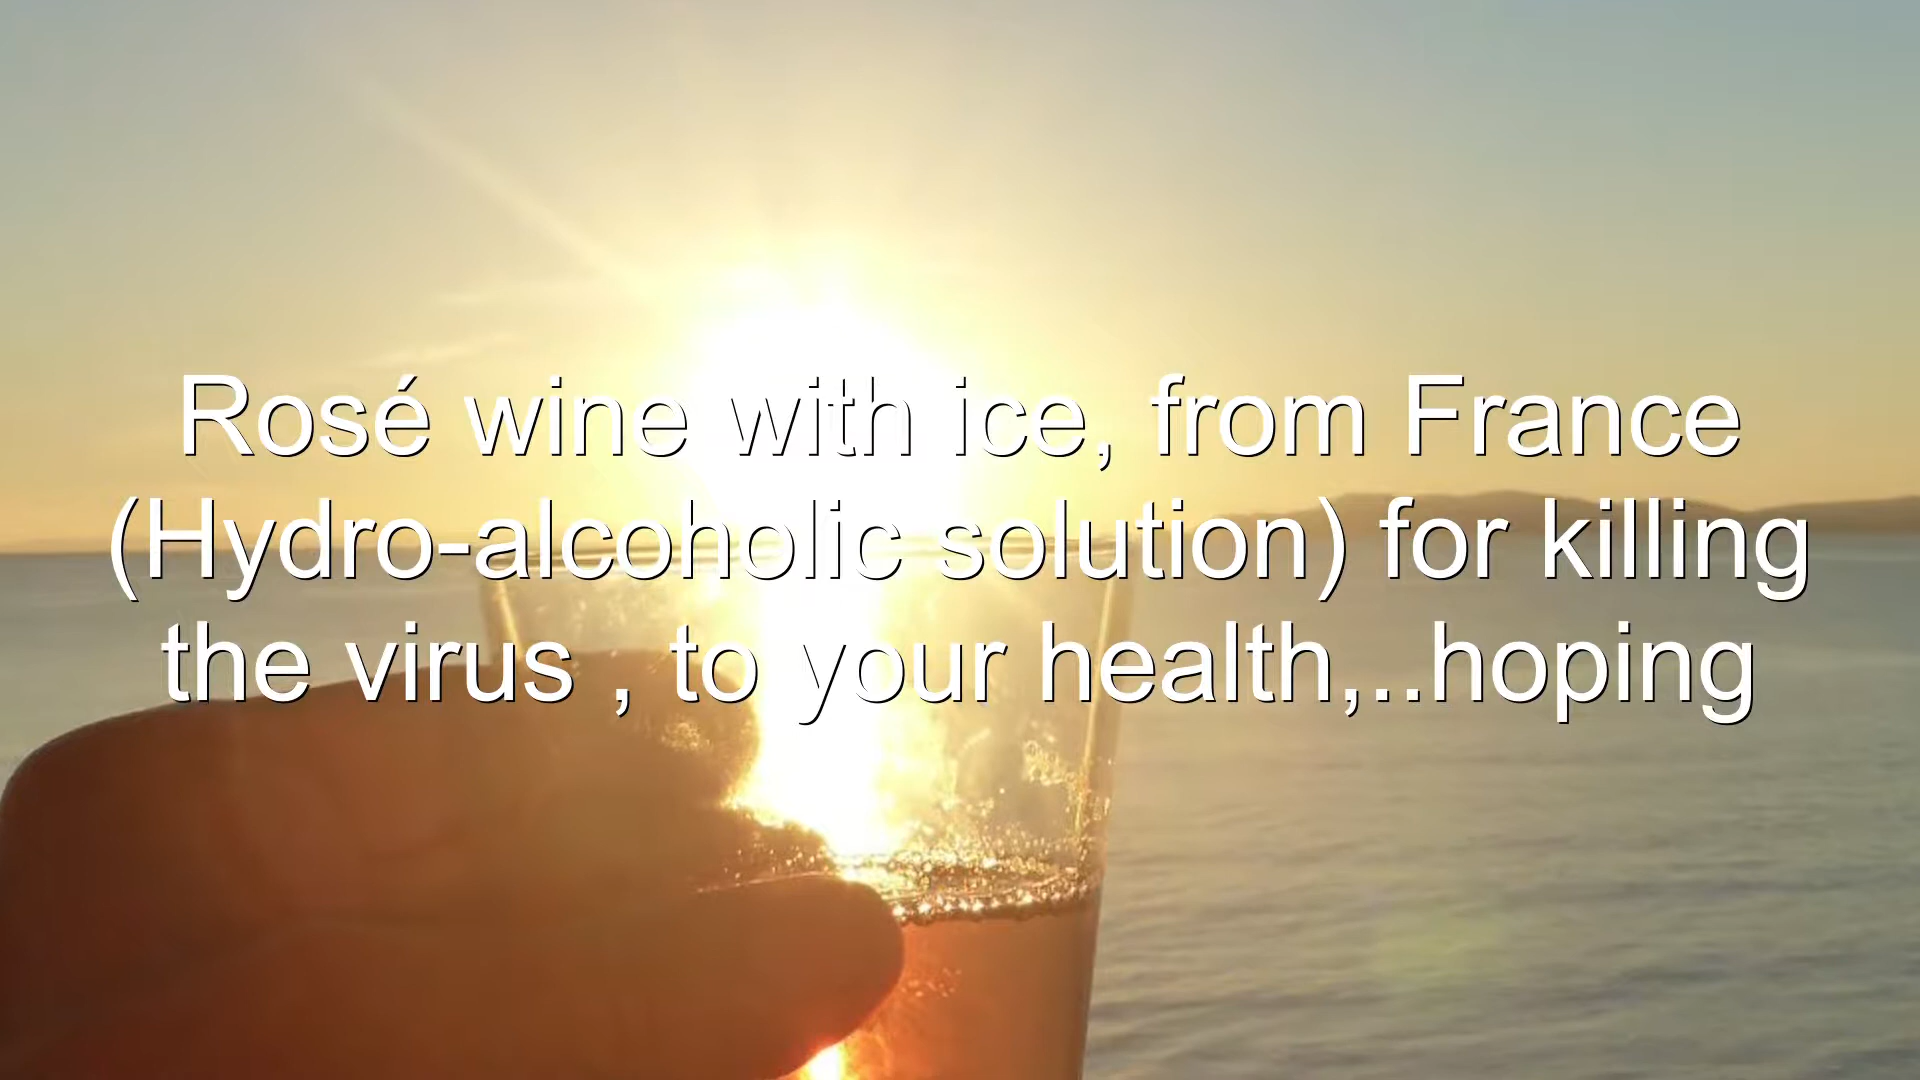 Rosé wine with ice, from France
(Hydro-alcoholic solution) for killing
the virus , to your health,..hoping